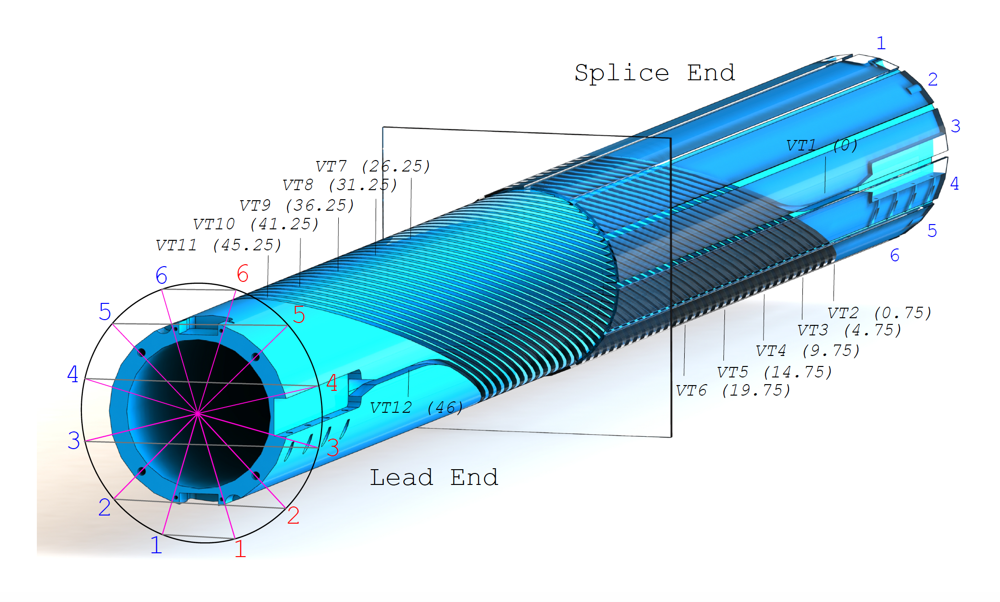 1
Splice End
2
3
VT1 (0)
VT7 (26.25)
VT8 (31.25)
4
VT9 (36.25)
VT10 (41.25)
5
VT11 (45.25)
6
6 6
5 5
VT2 (0.75)
VT3 (4.75)
VT4 (9.75)
4 4
VT5 (14.75)
VT6 (19.75)
VT12 (46)
3 3
Lead End
2 2
1 1